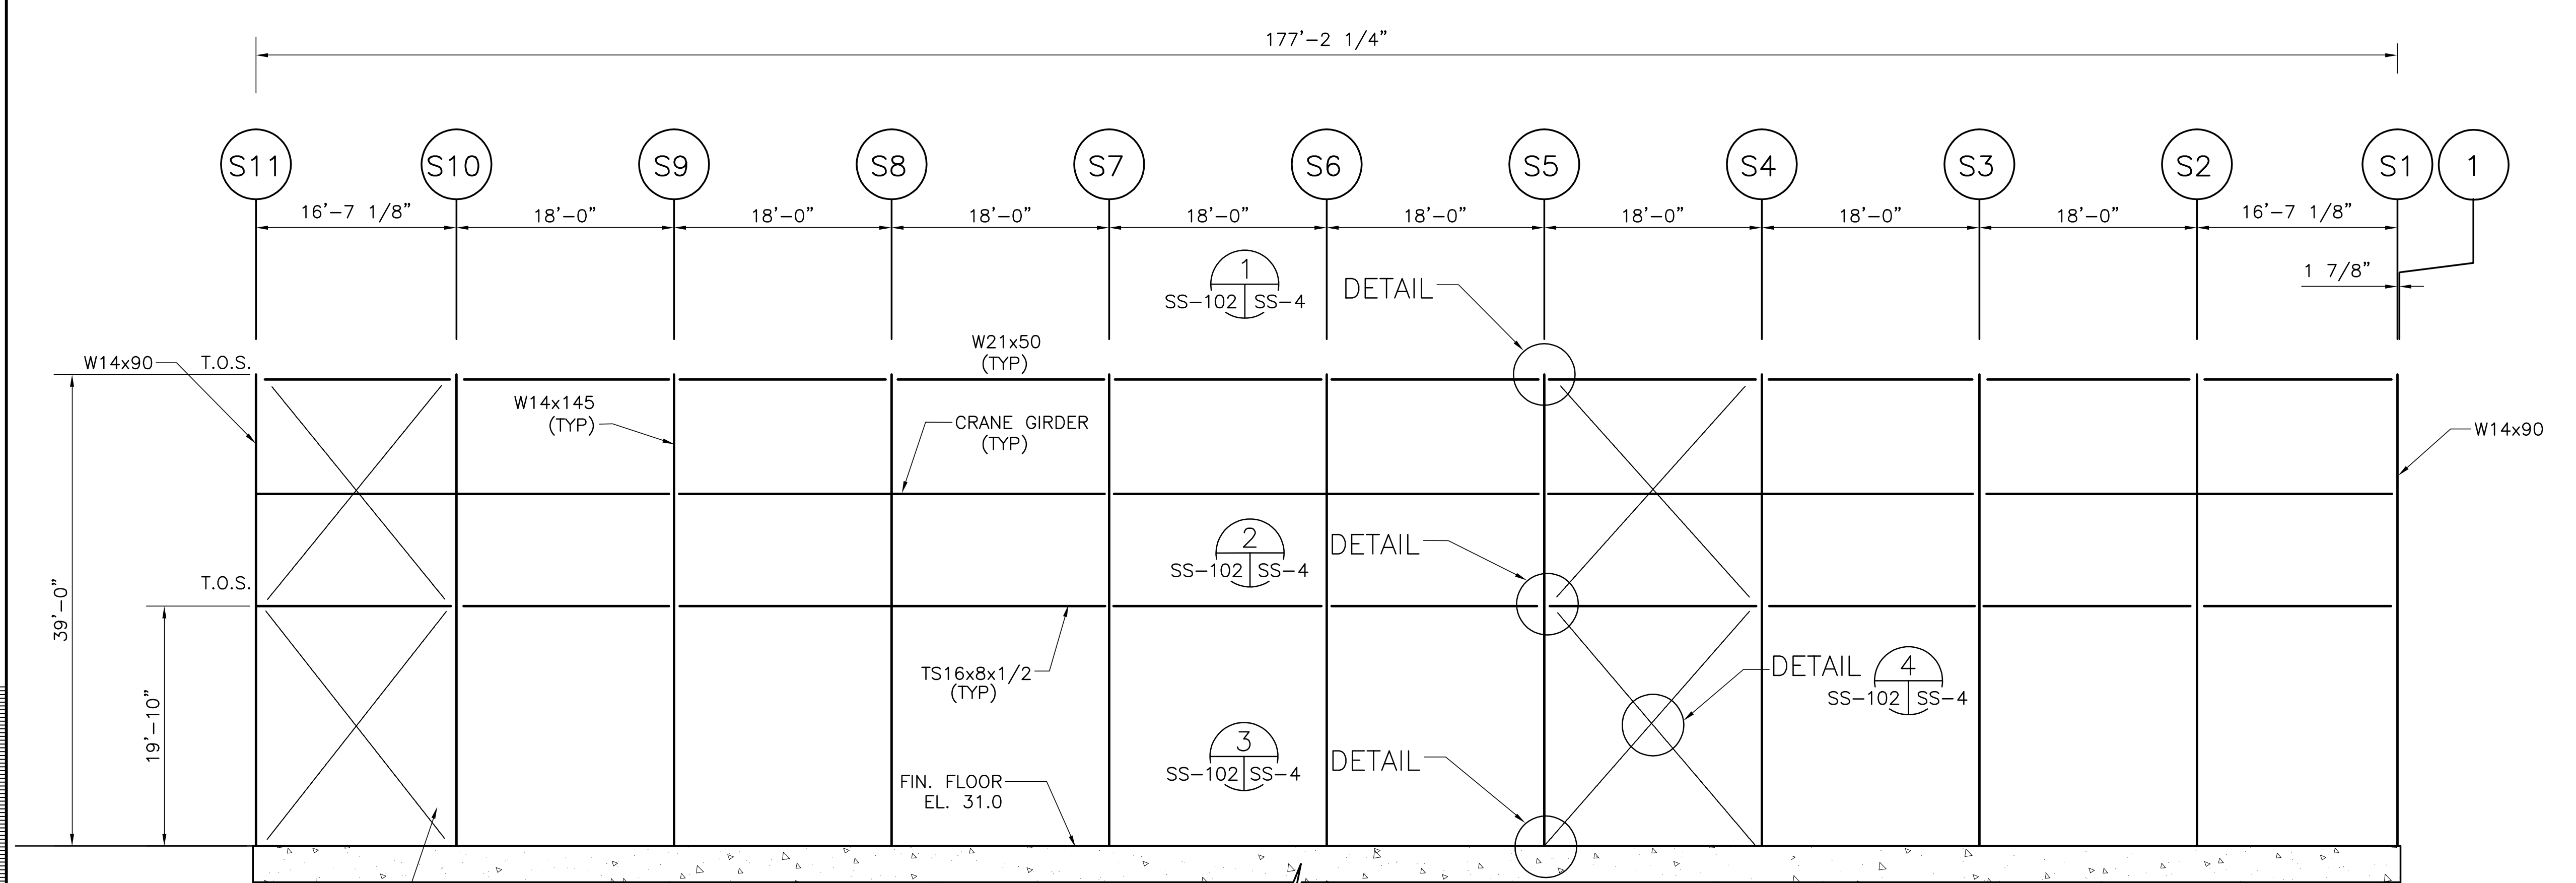 177'-2 1/4"
S11 S10 S9 S8 S7 S6 S5 S4 S3 S2 S1 1
16'-7 1/8" 18'-0" 18'-0" 18'-0" 18'-0" 18'-0" 18'-0" 18'-0" 18'-0" 16'-7 1/8"
1 7/8"
1
SS-102 SS-4
DETAIL
W21x50
(TYP)
W14x90
T.O.S.
W14x145
(TYP)
CRANE GIRDER
(TYP)
W14x90
2
SS-102 SS-4
DETAIL
T.O.S.
39'-0"
19'-10"
TS16x8x1/2
(TYP)
DETAIL
4
SS-102 SS-4
3
SS-102 SS-4
DETAIL
FIN. FLOOR
EL. 31.0